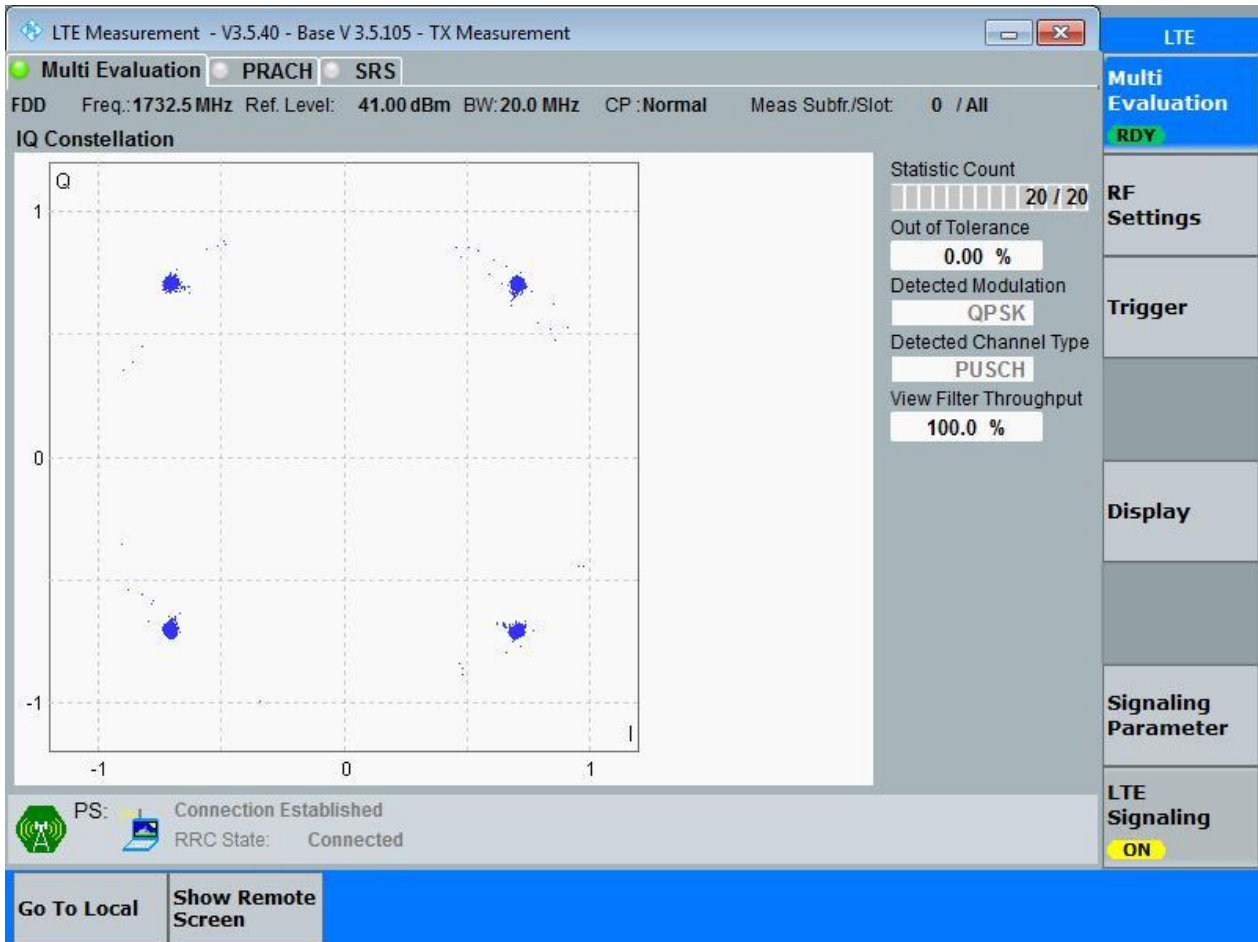 LTE Measurement - V3.5.40 - Base V 3.5.105 - TX Measurement
LTE
Multi Evaluation PRACH SRS
Multi
Evaluation
RDY
FDD Freq.: 1732.5 MHz Ref. Level: 41.00 dBm BW: 20.0 MHz CP : Normal Meas Subfr./Slot: 0 / All
IQ Constellation
Q
1
0
-1
-1 0 1
I
Statistic Count
20 / 20
Out of Tolerance
0.00 %
Detected Modulation
QPSK
Detected Channel Type
PUSCH
View Filter Throughput
100.0 %
RF
Settings
Trigger
Display
Signaling
Parameter
LTE
Signaling
ON
PS: Connection Established
RRC State: Connected
Go To Local
Show Remote
Screen